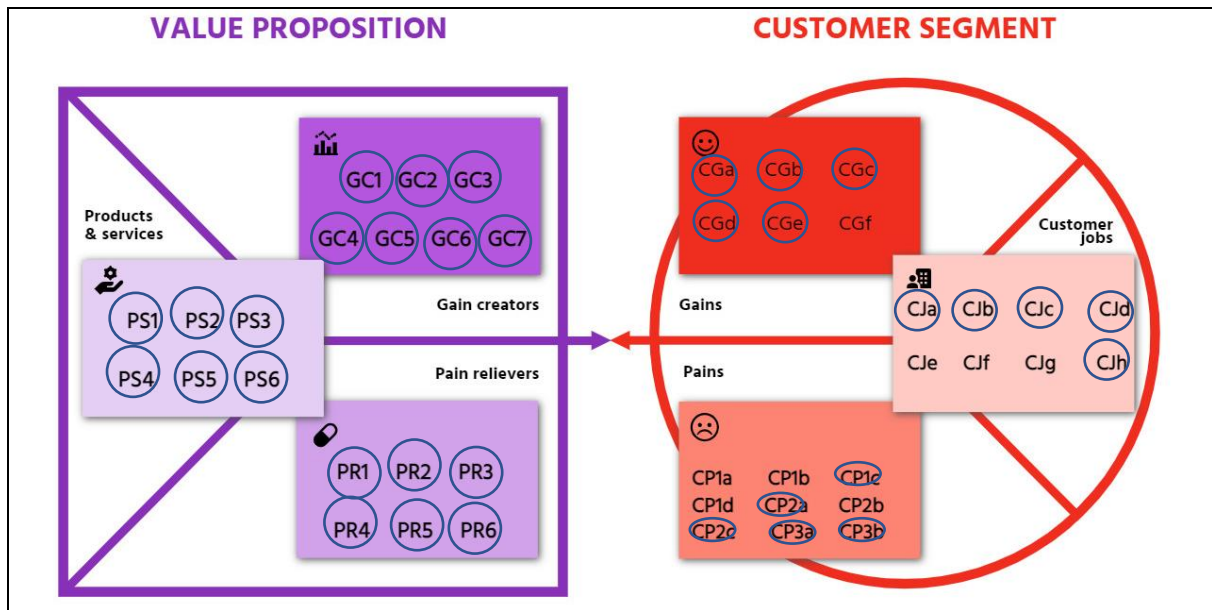 VALUE PROPOSITION
CUSTOMER SEGMENT
GC1 GC2 GC3
GC4 GC5 GC6 GC7
Products
& services
PS1 PS2 PS3
PS4 PS5 PS6
Gain creators
Pain relievers
PR1 PR2 PR3
PR4 PR5 PR6
CGa CGb CGc
CGd CGe CGf
Customer
jobs
Gains
CJa CJb CJc CJd
CJe CJf CJg CJh
Pains
CP1a CP1b CP1c
CP1d CP2a CP2b
CP2c CP3a CP3b